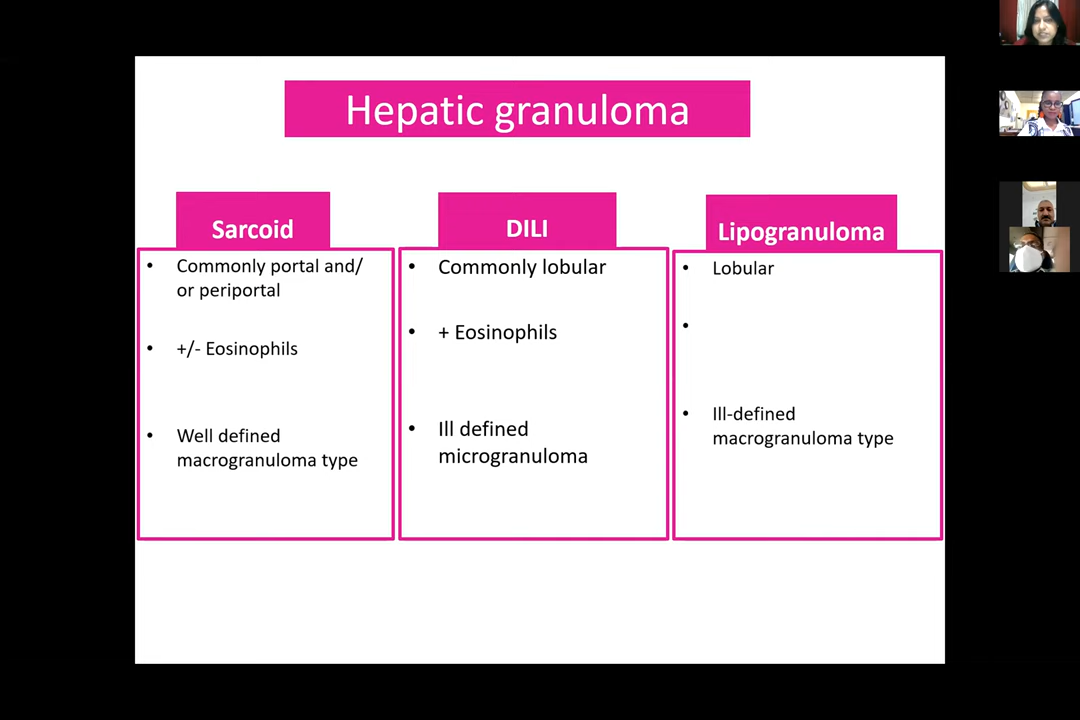 Hepatic granuloma
Sarcoid
• Commonly portal and/
or periportal
• +/- Eosinophils
• Well defined
macrogranuloma type
DILI
• Commonly lobular
• + Eosinophils
• Ill defined
microgranuloma
Lipogranuloma
• Lobular
•
• Ill-defined
macrogranuloma type